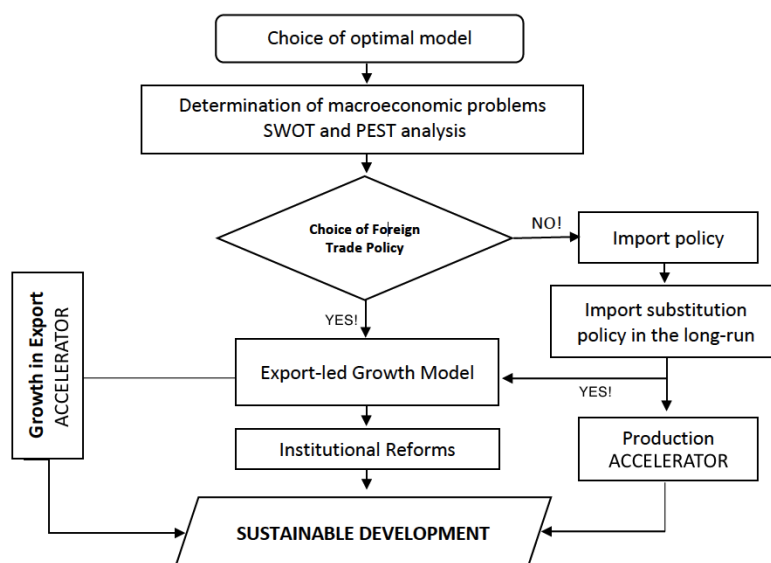 Choice of optimal model
Determination of macroeconomic problems
SWOT and PEST analysis
Choice of Foreign
Trade Policy
NO!
Import policy
Import substitution
policy in the long-run
YES!
Export-led Growth Model
YES!
Growth in Export
ACCELERATOR
Institutional Reforms
Production
ACCELERATOR
SUSTAINABLE DEVELOPMENT